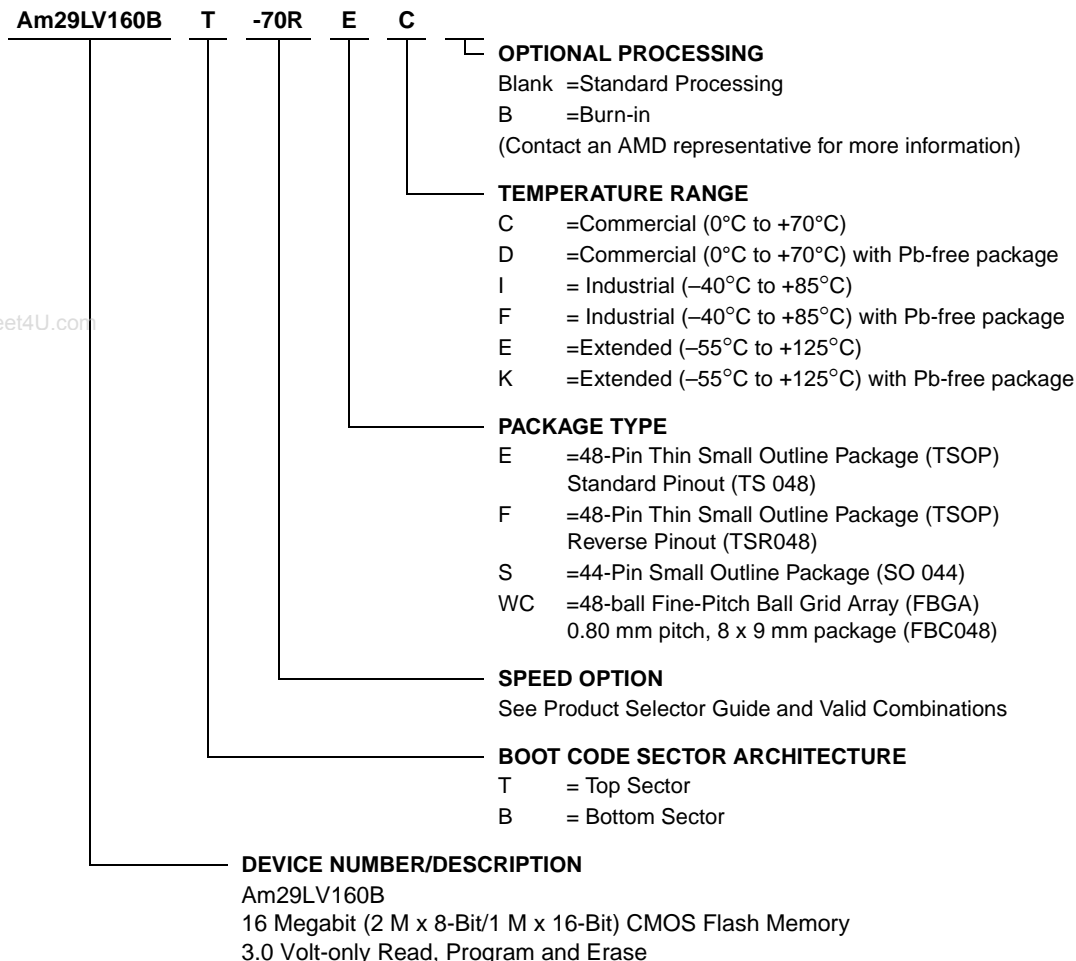 Am29LV160B T -70R E C
OPTIONAL PROCESSING
Blank =Standard Processing
B =Burn-in
(Contact an AMD representative for more information)
TEMPERATURE RANGE
C =Commercial (0°C to +70°C)
D =Commercial (0°C to +70°C) with Pb-free package
I = Industrial (–40°C to +85°C)
F = Industrial (–40°C to +85°C) with Pb-free package
E =Extended (–55°C to +125°C)
K =Extended (–55°C to +125°C) with Pb-free package
eet4U.com
PACKAGE TYPE
E =48-Pin Thin Small Outline Package (TSOP)
Standard Pinout (TS 048)
F =48-Pin Thin Small Outline Package (TSOP)
Reverse Pinout (TSR048)
S =44-Pin Small Outline Package (SO 044)
WC =48-ball Fine-Pitch Ball Grid Array (FBGA)
0.80 mm pitch, 8 x 9 mm package (FBC048)
SPEED OPTION
See Product Selector Guide and Valid Combinations
BOOT CODE SECTOR ARCHITECTURE
T = Top Sector
B = Bottom Sector
DEVICE NUMBER/DESCRIPTION
Am29LV160B
16 Megabit (2 M x 8-Bit/1 M x 16-Bit) CMOS Flash Memory
3.0 Volt-only Read, Program and Erase